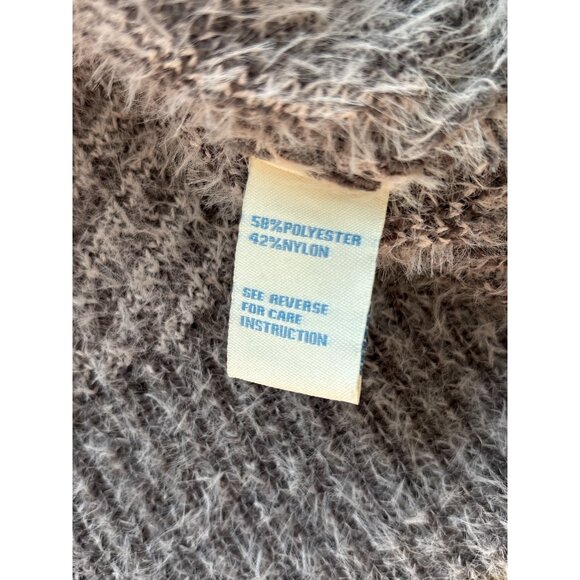 58%POLYESTER
42%NYLON
SEE REVERSE
FOR CARE
INSTRUCTION